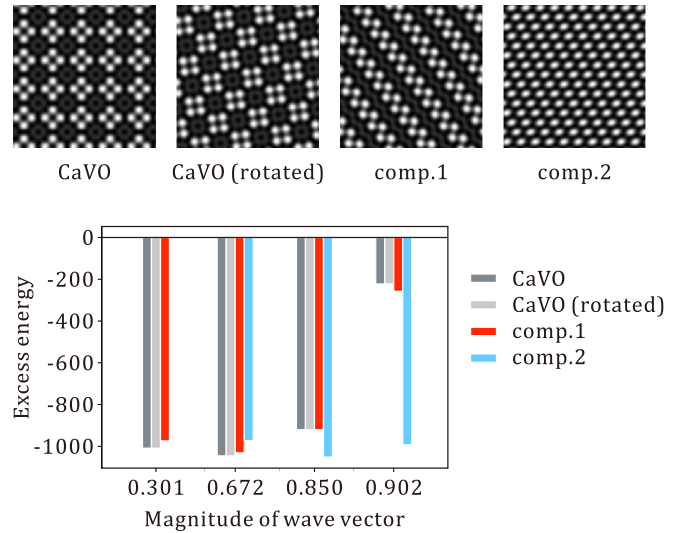 CaVO
CaVO (rotated)
comp.1
comp.2
Excess energy
0
-200
-400
-600
-800
-1000
0.301
0.672
0.850
0.902
Magnitude of wave vector
CaVO
CaVO (rotated)
comp.1
comp.2